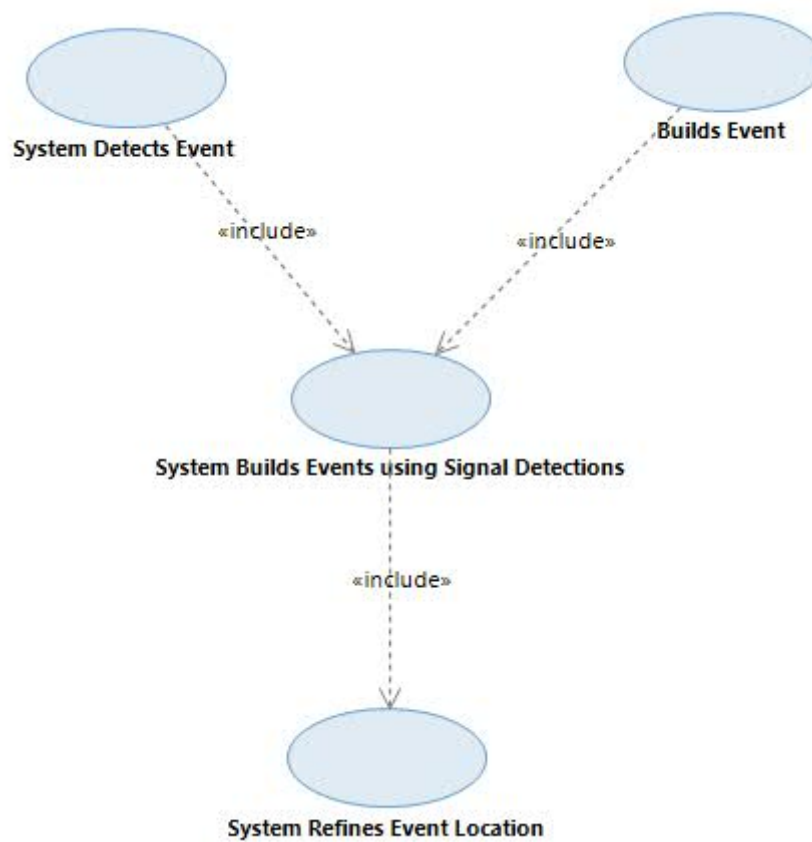 System Detects Event
Builds Event
«include»
«include»
System Builds Events using Signal Detections
«include»
System Refines Event Location